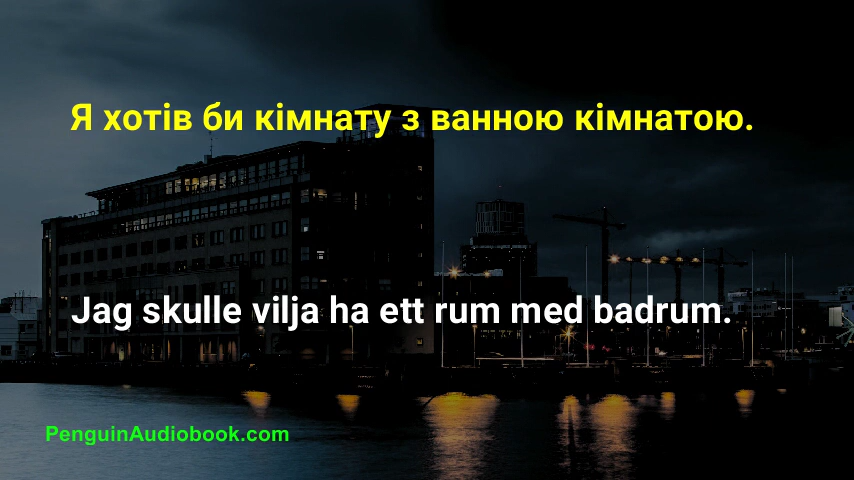 Я хотів би кімнату з ванною кімнатою.
Jag skulle vilja ha ett rum med badrum.
PenguinAudiobook.com